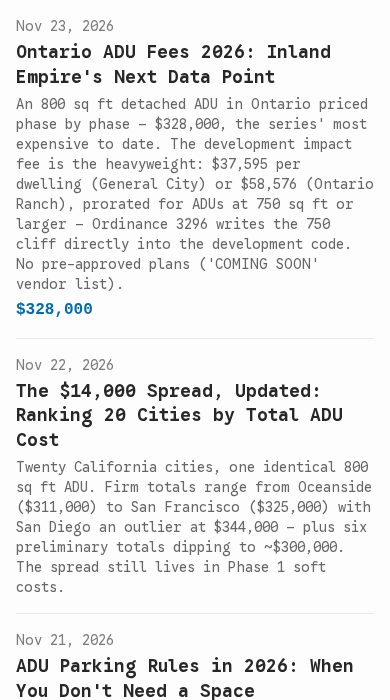 Nov 23, 2026
Ontario ADU Fees 2026: Inland
Empire's Next Data Point
An 800 sq ft detached ADU in Ontario priced
phase by phase — $328,000, the series' most
expensive to date. The development impact
fee is the heavyweight: $37,595 per
dwelling (General City) or $58,576 (Ontario
Ranch), prorated for ADUs at 750 sq ft or
larger — Ordinance 3296 writes the 750
cliff directly into the development code.
No pre-approved plans ('COMING SOON'
vendor list).
$328,000
Nov 22, 2026
The $14,000 Spread, Updated:
Ranking 20 Cities by Total ADU
Cost
Twenty California cities, one identical 800
sq ft ADU. Firm totals range from Oceanside
($311,000) to San Francisco ($325,000) with
San Diego an outlier at $344,000 — plus six
preliminary totals dipping to ~$300,000.
The spread still lives in Phase 1 soft
costs.
Nov 21, 2026
ADU Parking Rules in 2026: When
You Don't Need a Space